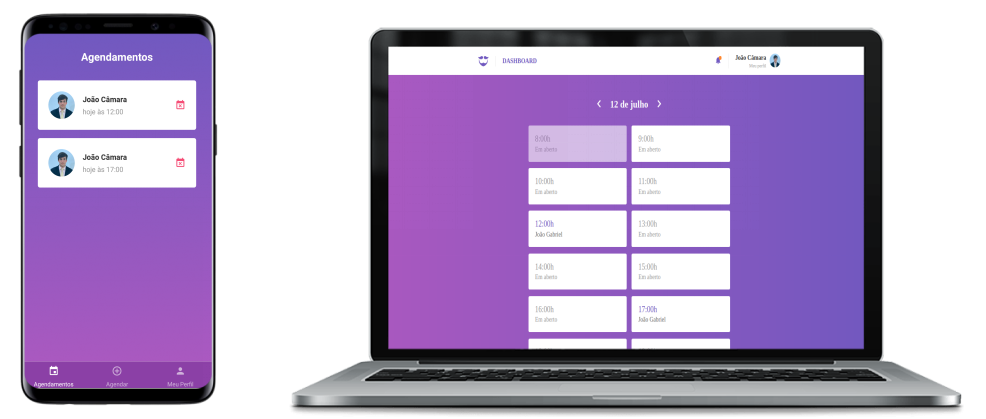 Agendamentos
João Câmara
hoje às 12:00
João Câmara
hoje às 17:00
Agendamentos
Agendar
Meu Perfil
DASHBOARD
João Câmara
Meu perfil
12 de julho
8:00h
Em aberto
9:00h
Em aberto
10:00h
Em aberto
11:00h
Em aberto
12:00h
João Gabriel
13:00h
Em aberto
14:00h
Em aberto
15:00h
Em aberto
16:00h
Em aberto
17:00h
João Gabriel